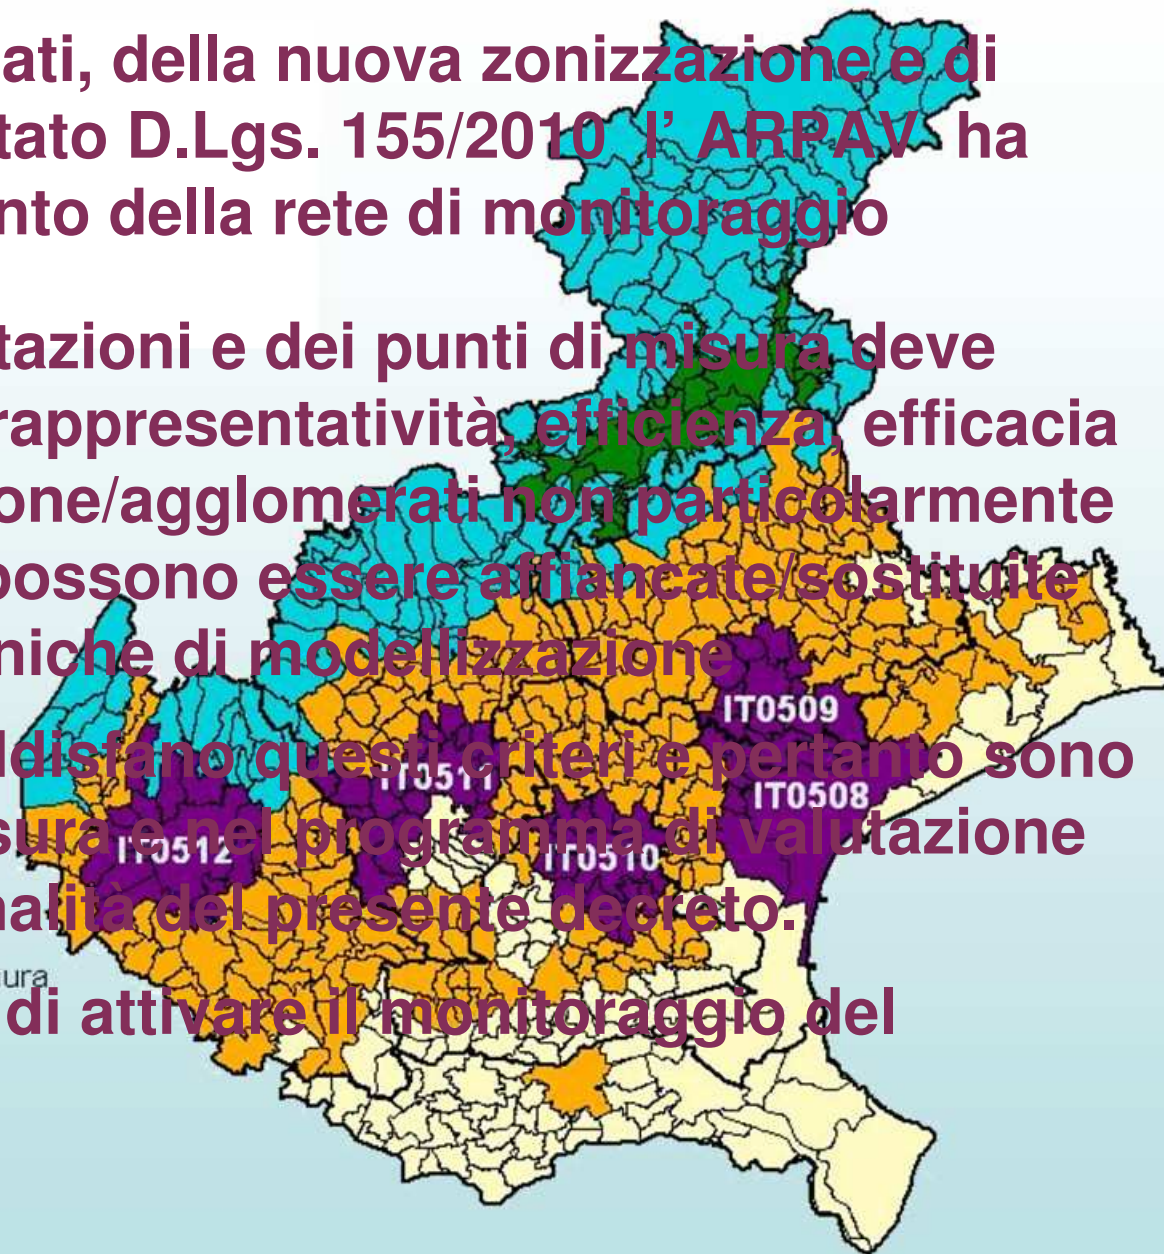 ati, della nuova zonizzazione e di
tato D.Lgs. 155/2010 l' ARPAV ha
nto della rete di monitoraggio
tazioni e dei punti di misura deve
rappresentatività, efficienza, efficacia
one/agglomerati non particolarmente
possono essere affiancate/sostituite
niche di modellizzazione
IT0509
ddisfano questi criteri e pertanto sono
IT0511
IT0508
sura e nel programma di valutazione
IT0512
IT0510
nalità del presente decreto.
ura
di attivare il monitoraggio del